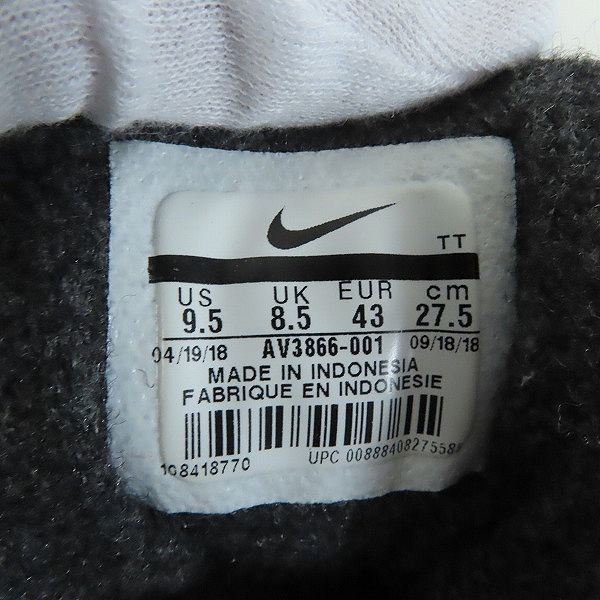 TT
US UK EUR cm
9.5 8.5 43 27.5
04/19/18 AV3866-001 09/18/18
MADE IN INDONESIA
FABRIQUE EN INDONESIE
108418770 UPC